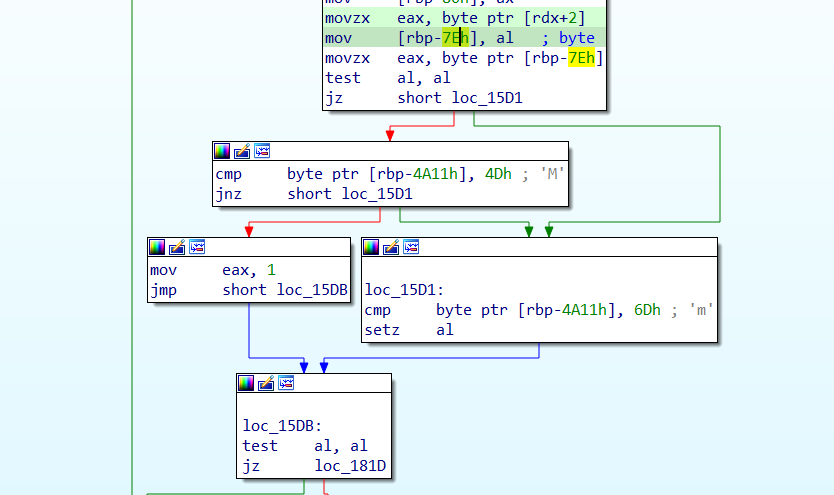 mov [rbp-80h], ax
movzx eax, byte ptr [rdx+2]
mov [rbp-7Eh], al ; byte
movzx eax, byte ptr [rbp-7Eh]
test al, al
jz short loc_15D1
cmp byte ptr [rbp-4A11h], 4Dh ; 'M'
jnz short loc_15D1
mov eax, 1
jmp short loc_15DB
loc_15D1:
cmp byte ptr [rbp-4A11h], 6Dh ; 'm'
setz al
loc_15DB:
test al, al
jz loc_181D